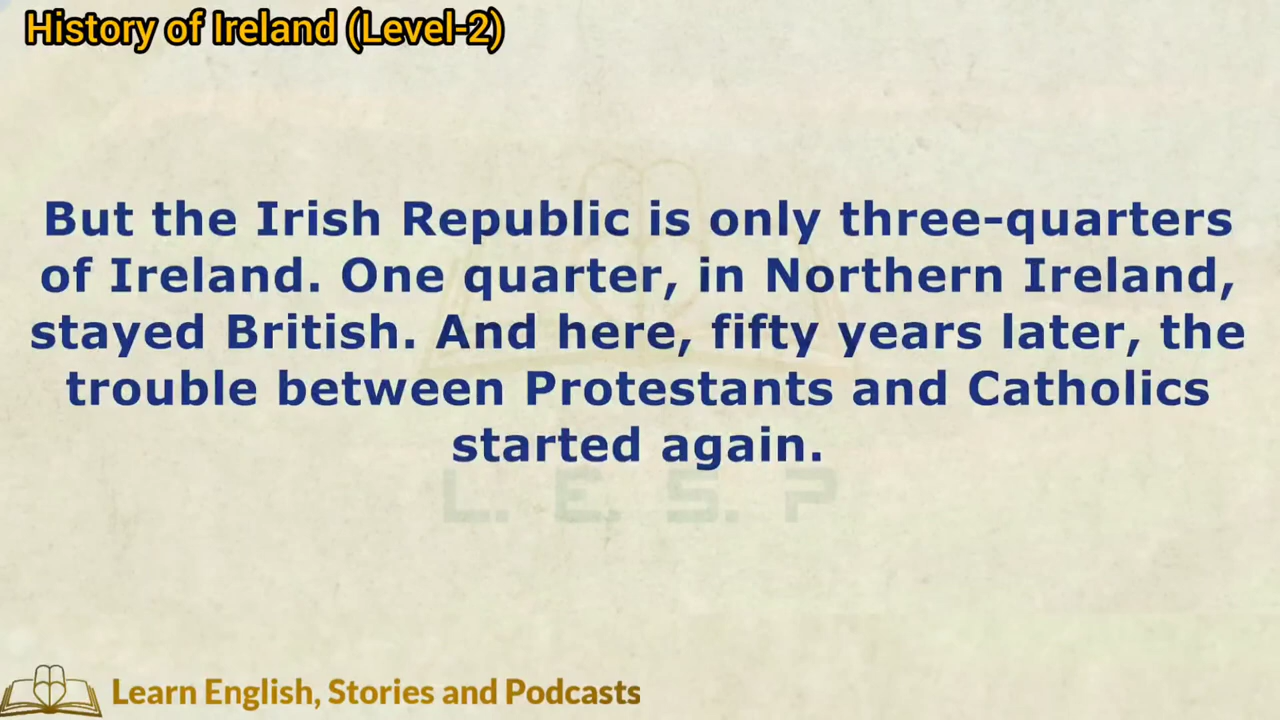 History of Ireland (Level-2)
But the Irish Republic is only three-quarters
of Ireland. One quarter, in Northern Ireland,
stayed British. And here, fifty years later, the
trouble between Protestants and Catholics
started again.
L. E. S. P
Learn English, Stories and Podcasts